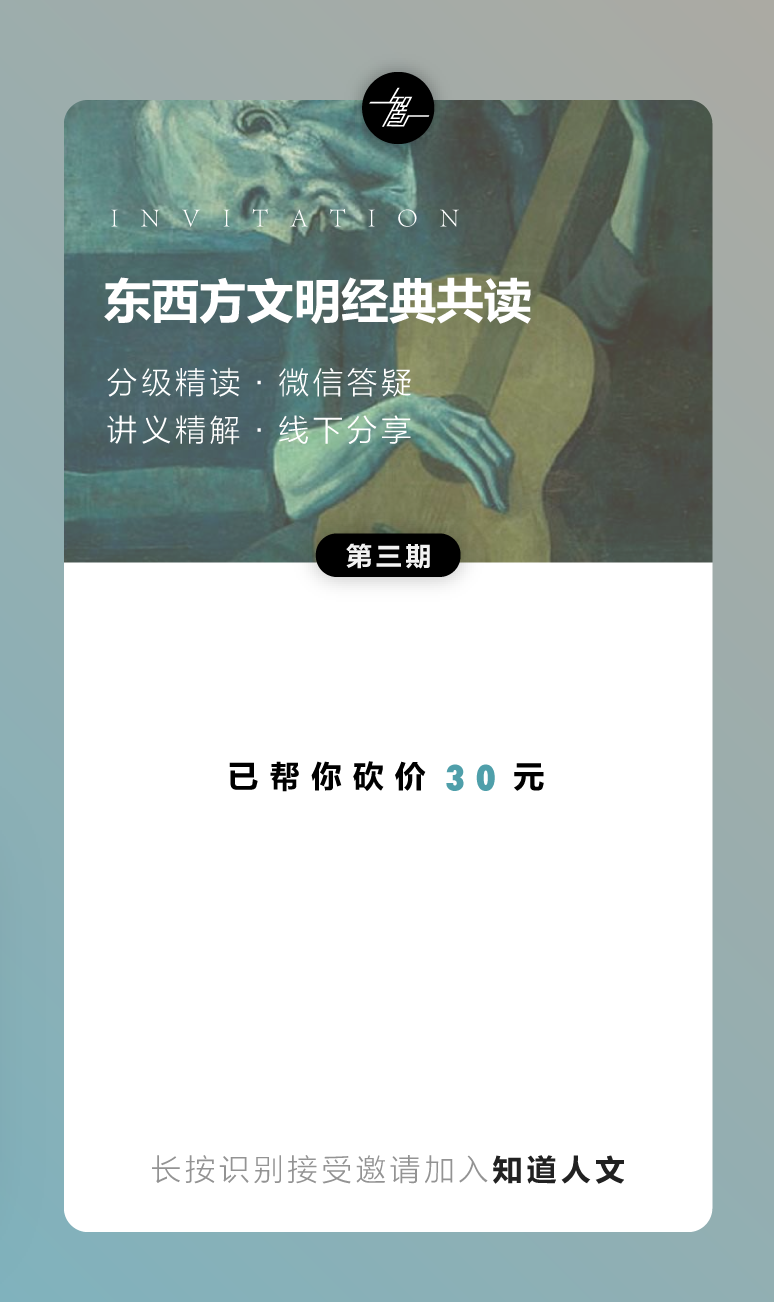 INVITATION
东西方文明经典共读
分级精读 · 微信答疑
讲义精解 · 线下分享
第三期
已帮你砍价 30 元
长按识别接受邀请加入知道人文